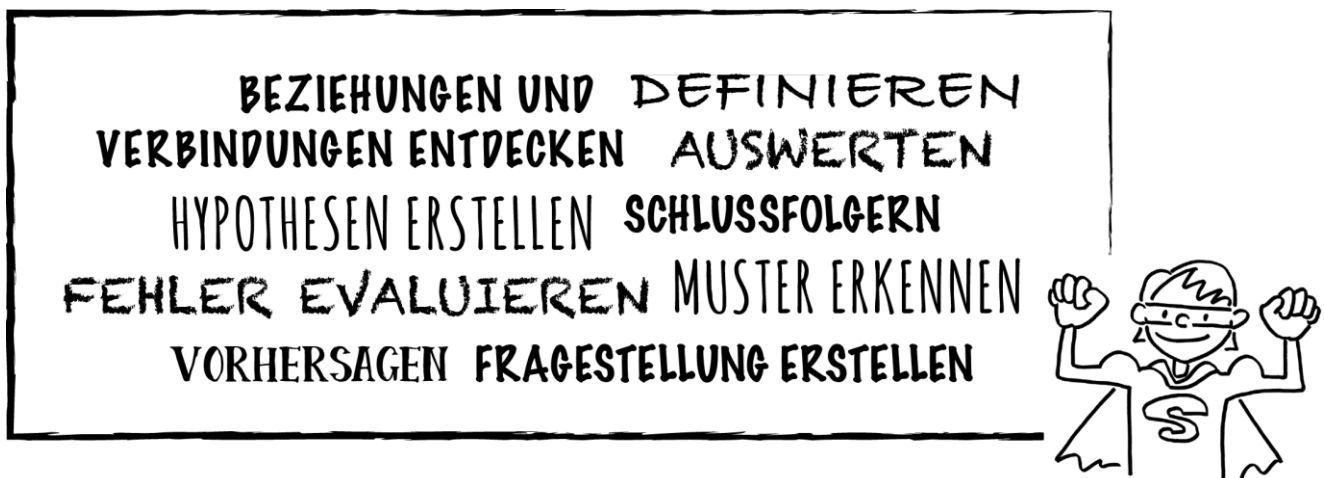 BEZIEHUNGEN UND DEFINIEREN
VERBINDUNGEN ENTDECKEN AUSWERTEN
HYPOTHESEN ERSTELLEN SCHLUSSFOLGERN
FEHLER EVALUIEREN MUSTER ERKENNEN
VORHERSAGEN FRAGESTELLUNG ERSTELLEN
S